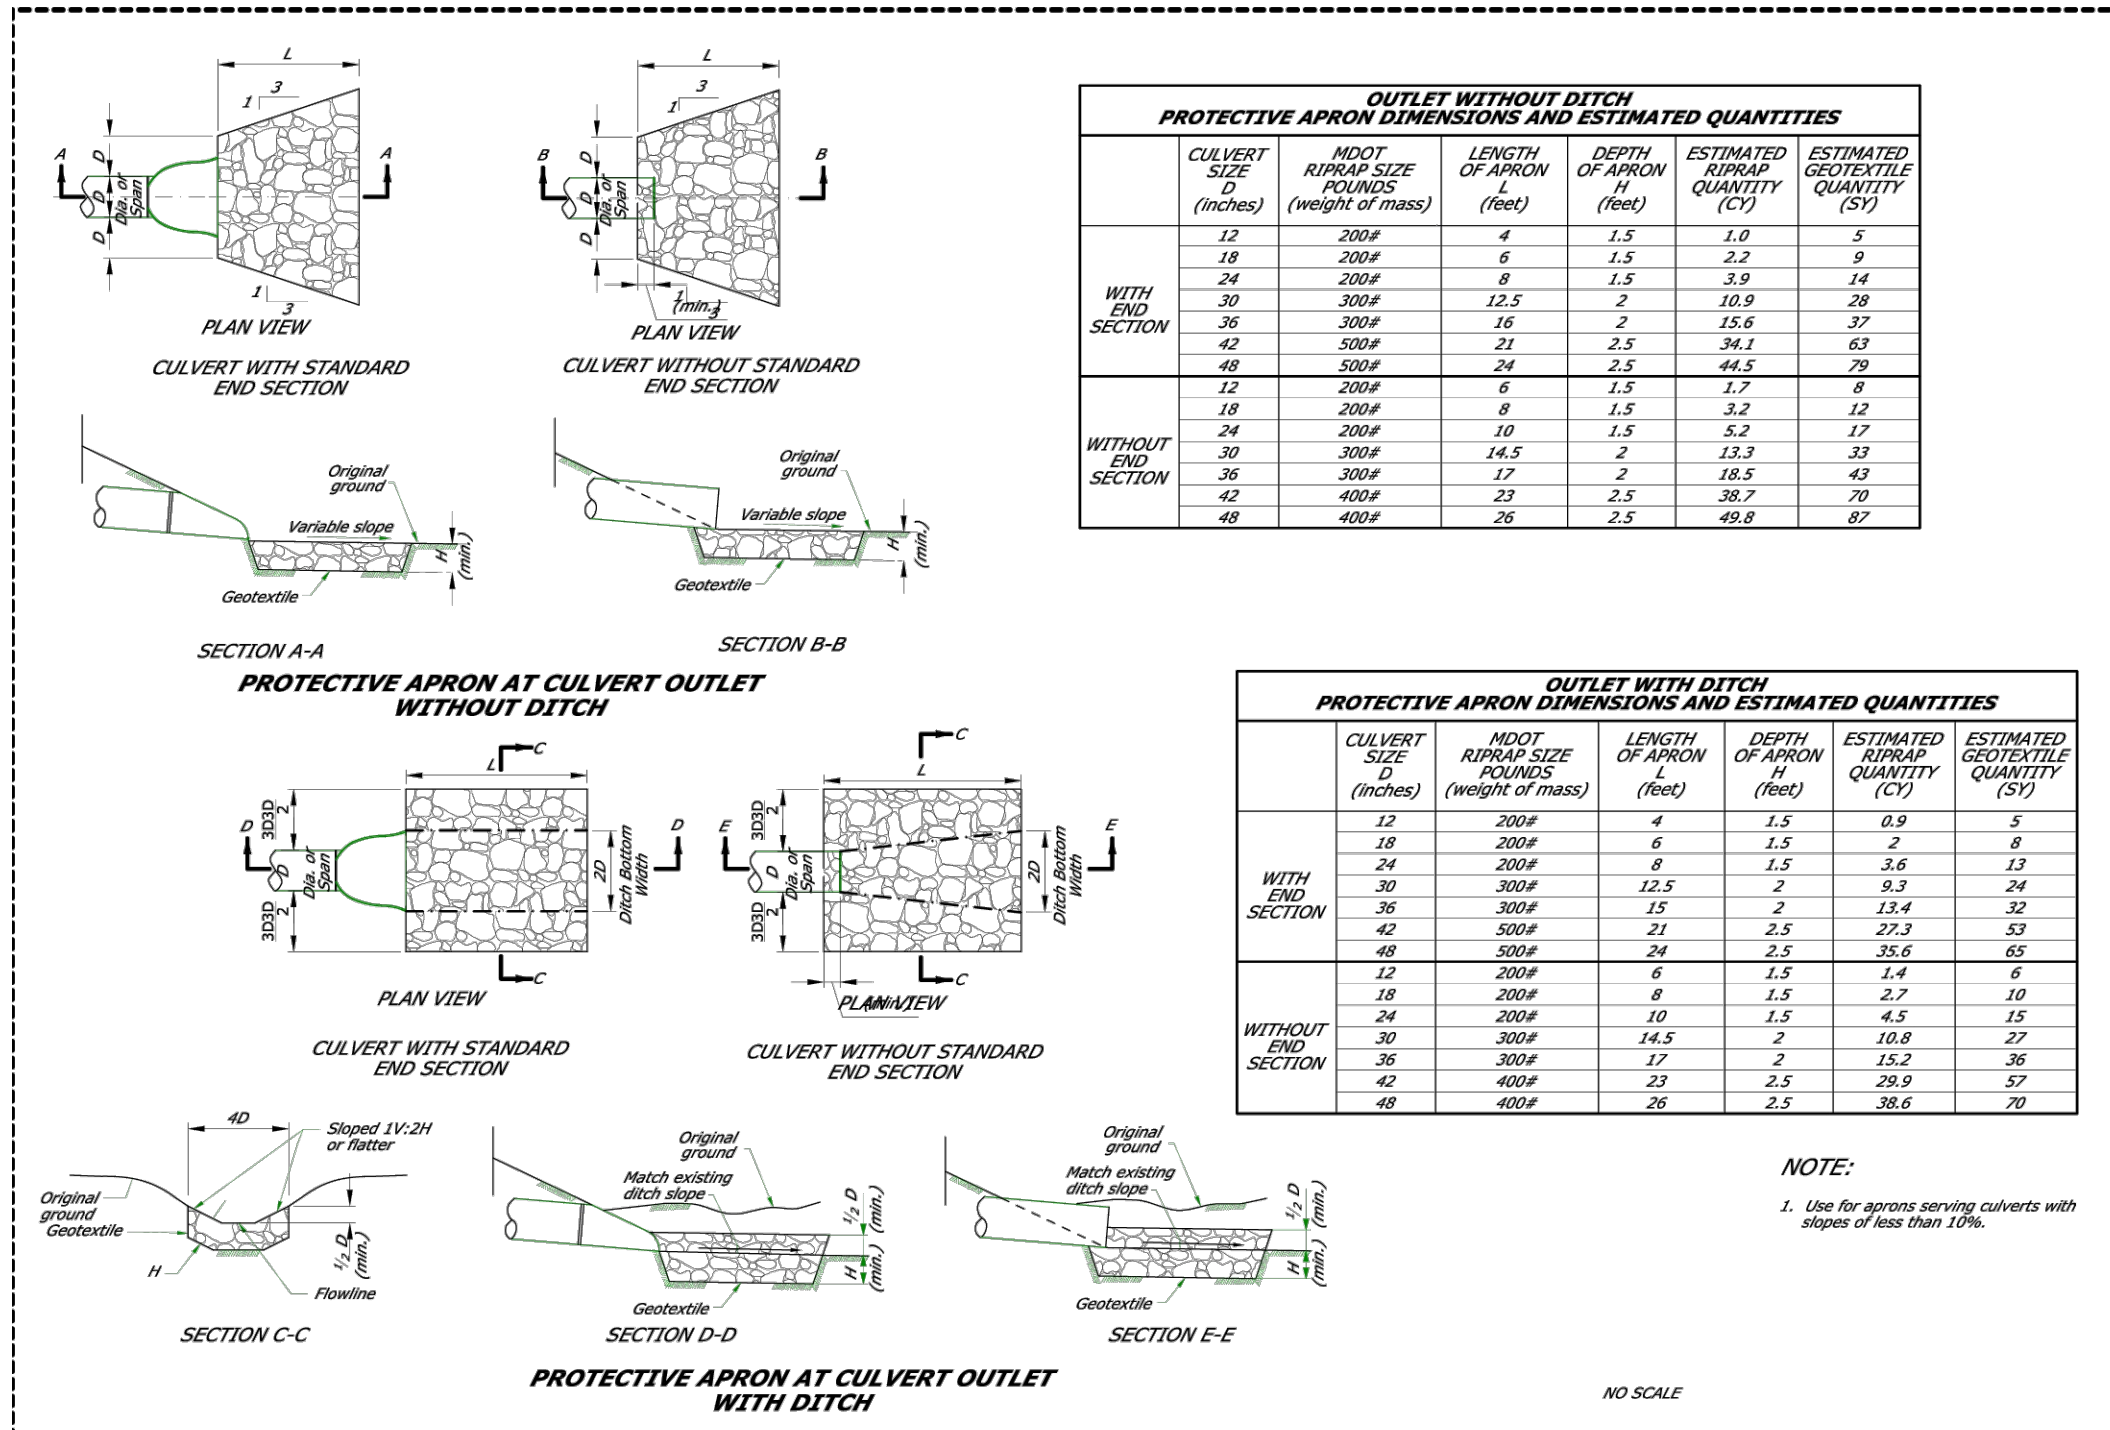 L
3
1
A
A
D
D
Dia. or
Span
D
1
3
PLAN VIEW
CULVERT WITH STANDARD
END SECTION
L
3
1
B
B
D
D
Dia. or
Span
D
1
(min.)
3
PLAN VIEW
CULVERT WITHOUT STANDARD
END SECTION
Original
ground
Variable slope
H
(min.)
Geotextile
SECTION A-A
Original
ground
Variable slope
H
(min.)
Geotextile
SECTION B-B
PROTECTIVE APRON AT CULVERT OUTLET
WITHOUT DITCH
OUTLET WITHOUT DITCH
PROTECTIVE APRON DIMENSIONS AND ESTIMATED QUANTITIES
CULVERT SIZE D (inches) MDOT RIPRAP SIZE POUNDS (weight of mass) LENGTH OF APRON L (feet) DEPTH OF APRON H (feet) ESTIMATED RIPRAP QUANTITY (CY) ESTIMATED GEOTEXTILE QUANTITY (SY)
WITH
END
SECTION
12 200# 4 1.5 1.0 5
18 200# 6 1.5 2.2 9
24 200# 8 1.5 3.9 14
30 300# 12.5 2 10.9 28
36 300# 16 2 15.6 37
42 500# 21 2.5 34.1 63
48 500# 24 2.5 44.5 79
WITHOUT
END
SECTION
12 200# 6 1.5 1.7 8
18 200# 8 1.5 3.2 12
24 200# 10 1.5 5.2 17
30 300# 14.5 2 13.3 33
36 300# 17 2 18.5 43
42 400# 23 2.5 38.7 70
48 400# 26 2.5 49.8 87
C
L
D
D
3D3D
2
D
Dia. or
Span
3D3D
2
2D
Ditch Bottom
Width
C
PLAN VIEW
CULVERT WITH STANDARD
END SECTION
C
L
E
E
3D3D
2
D
Dia. or
Span
3D3D
2
2D
Ditch Bottom
Width
C
(min.)
PLAN VIEW
CULVERT WITHOUT STANDARD
END SECTION
OUTLET WITH DITCH
PROTECTIVE APRON DIMENSIONS AND ESTIMATED QUANTITIES
CULVERT SIZE D (inches) MDOT RIPRAP SIZE POUNDS (weight of mass) LENGTH OF APRON L (feet) DEPTH OF APRON H (feet) ESTIMATED RIPRAP QUANTITY (CY) ESTIMATED GEOTEXTILE QUANTITY (SY)
WITH
END
SECTION
12 200# 4 1.5 0.9 5
18 200# 6 1.5 2 8
24 200# 8 1.5 3.6 13
30 300# 12.5 2 9.3 24
36 300# 15 2 13.4 32
42 500# 21 2.5 27.3 53
48 500# 24 2.5 35.6 65
WITHOUT
END
SECTION
12 200# 6 1.5 1.4 6
18 200# 8 1.5 2.7 10
24 200# 10 1.5 4.5 15
30 300# 14.5 2 10.8 27
36 300# 17 2 15.2 36
42 400# 23 2.5 29.9 57
48 400# 26 2.5 38.6 70
4D
Sloped 1V:2H
or flatter
Original
ground
Geotextile
H
1/2 D
(min.)
Flowline
SECTION C-C
Original
ground
Match existing
ditch slope
1/2 D
(min.)
H
(min.)
Geotextile
SECTION D-D
Original
ground
Match existing
ditch slope
1/2 D
(min.)
H
(min.)
Geotextile
SECTION E-E
PROTECTIVE APRON AT CULVERT OUTLET
WITH DITCH
NOTE:
1. Use for aprons serving culverts with
slopes of less than 10%.
NO SCALE